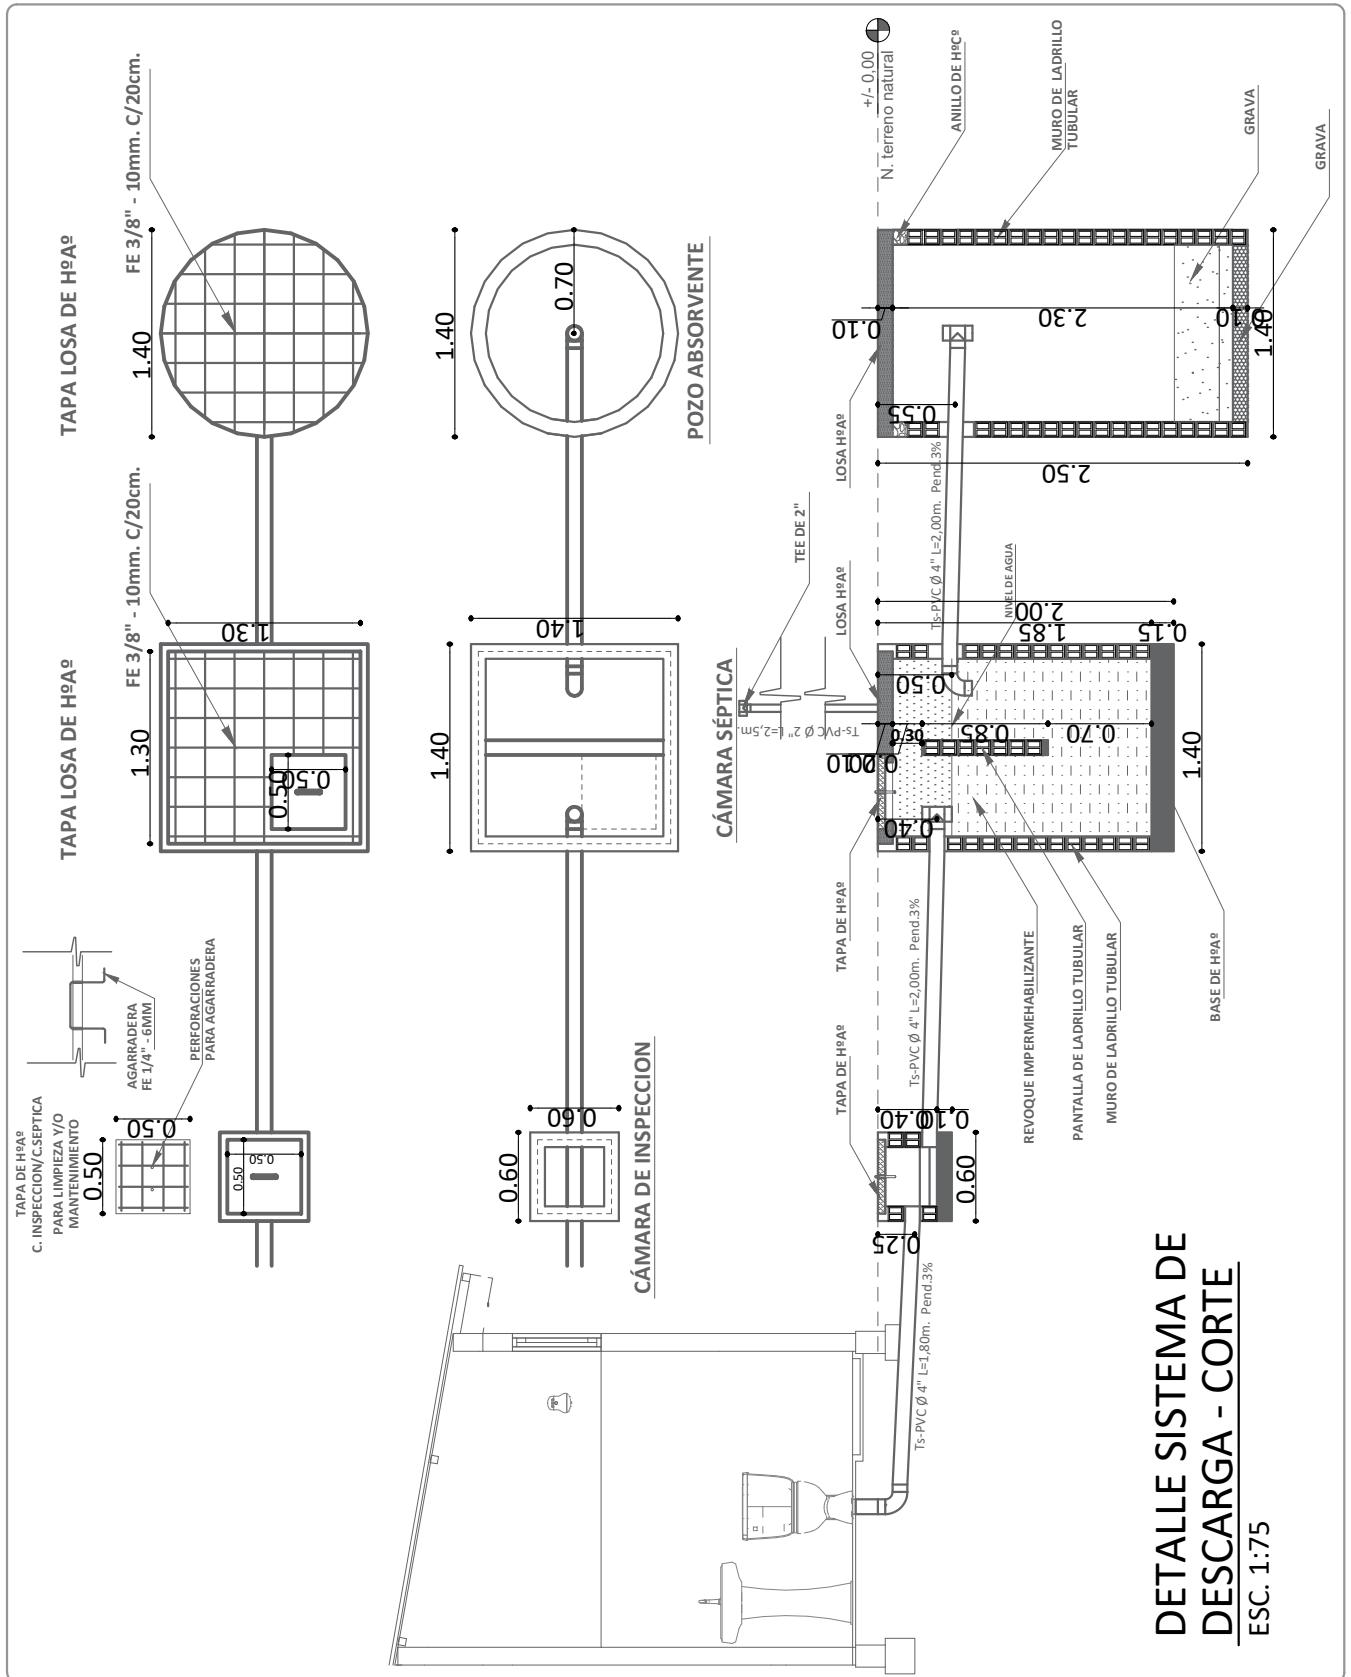 TAPA DE HºAº
C. INSPECCION/C.SEPTICA
PARA LIMPIEZA Y/O
MANTENIMIENTO
0.50
0.50
AGARRADERA
FE 1/4" - 6MM
PERFORACIONES
PARA AGARRADERA
0.50
0.50
TAPA LOSA DE HºAº
1.30
1.30
FE 3/8" - 10mm. C/20cm.
0.50
0.50
TAPA LOSA DE HºAº
1.40
FE 3/8" - 10mm. C/20cm.
0.60
0.60
CÁMARA DE INSPECCION
1.40
1.40
CÁMARA SÉPTICA
1.40
0.70
POZO ABSORVENTE
TEE DE 2"
Ts-PVC Ø 2" L=2,5m.
TAPA DE HºAº
TAPA DE HºAº
LOSA HºAº
LOSA HºAº
+/- 0,00
N. terreno natural
ANILLO DE HºCº
MURO DE LADRILLO
TUBULAR
GRAVA
GRAVA
Ts-PVC Ø 4" L=1,80m. Pend.3%
0.25
0.40
0.10
0.60
Ts-PVC Ø 4" L=2,00m. Pend.3%
0.40
0.10
0.30
0.50
0.85
0.70
2.00
1.85
0.15
1.40
NIVEL DE AGUA
Ts-PVC Ø 4" L=2,00m. Pend.3%
0.55
0.10
2.30
0.10
2.50
1.40
REVOQUE IMPERMEHABILIZANTE
PANTALLA DE LADRILLO TUBULAR
MURO DE LADRILLO TUBULAR
BASE DE HºAº
DETALLE SISTEMA DE
DESCARGA - CORTE
ESC. 1:75